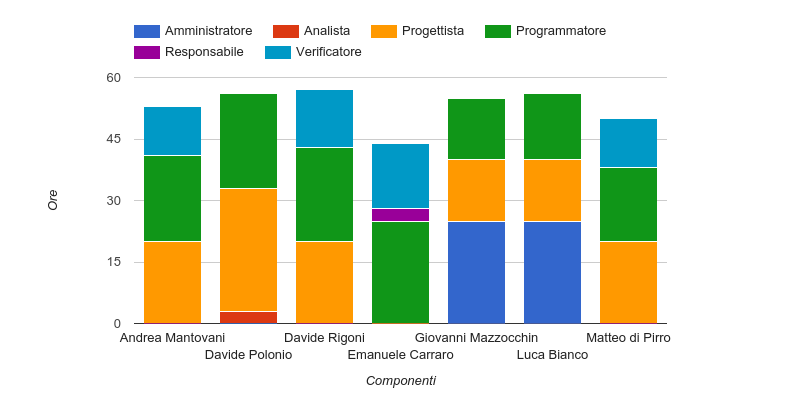 Amministratore Analista Progettista Programmatore
Responsabile Verificatore
60
45
30
15
0
Ore
Andrea Mantovani Davide Rigoni Giovanni Mazzocchin Matteo di Pirro
Davide Polonio Emanuele Carraro Luca Bianco
Componenti